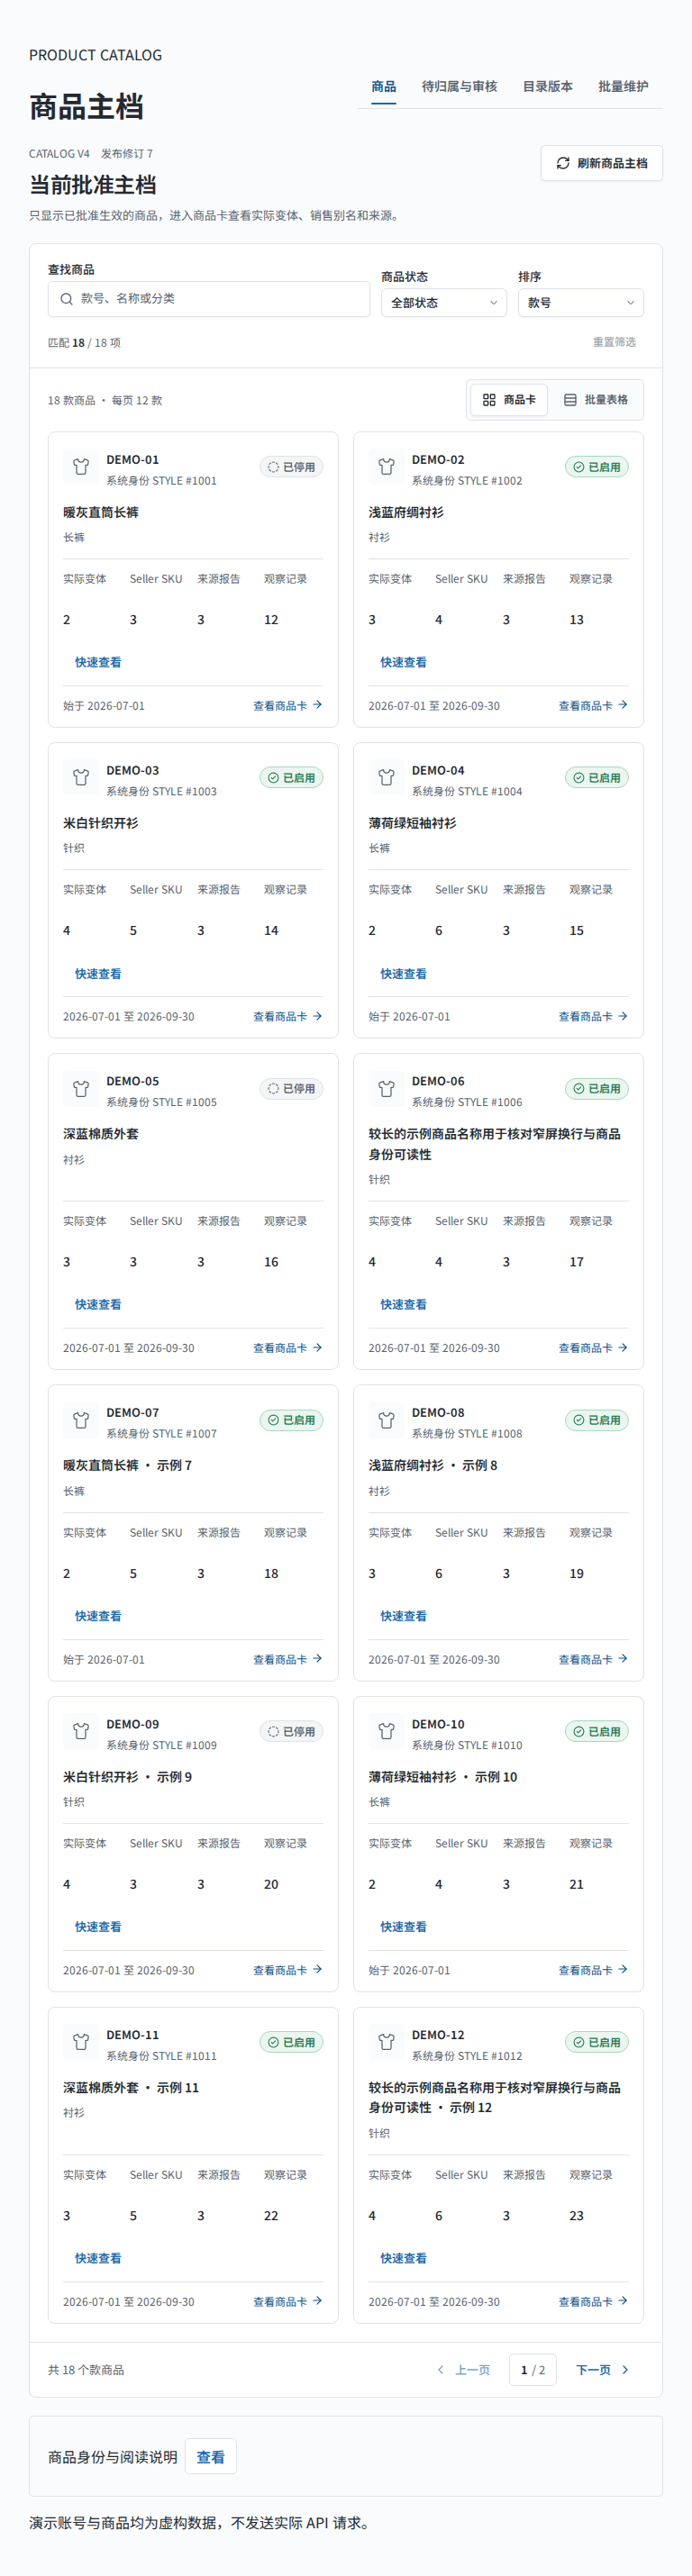 PRODUCT CATALOG
商品主档
商品 待归属与审核 目录版本 批量维护
CATALOG V4 发布修订 7
当前批准主档
刷新商品主档
只显示已批准生效的商品，进入商品卡查看实际变体、销售别名和来源。
查找商品 商品状态 排序
款号、名称或分类 全部状态 款号
匹配 18 / 18 项 重置筛选
18 款商品 • 每页 12 款 商品卡 批量表格
DEMO-01 已停用
系统身份 STYLE #1001
暖灰直筒长裤
长裤
实际变体 Seller SKU 来源报告 观察记录
2 3 3 12
快速查看
始于 2026-07-01 查看商品卡
DEMO-02 已启用
系统身份 STYLE #1002
浅蓝府绸衬衫
衬衫
实际变体 Seller SKU 来源报告 观察记录
3 4 3 13
快速查看
2026-07-01 至 2026-09-30 查看商品卡
DEMO-03 已启用
系统身份 STYLE #1003
米白针织开衫
针织
实际变体 Seller SKU 来源报告 观察记录
4 5 3 14
快速查看
2026-07-01 至 2026-09-30 查看商品卡
DEMO-04 已启用
系统身份 STYLE #1004
薄荷绿短袖衬衫
长裤
实际变体 Seller SKU 来源报告 观察记录
2 6 3 15
快速查看
始于 2026-07-01 查看商品卡
DEMO-05 已停用
系统身份 STYLE #1005
深蓝棉质外套
衬衫
实际变体 Seller SKU 来源报告 观察记录
3 3 3 16
快速查看
2026-07-01 至 2026-09-30 查看商品卡
DEMO-06 已启用
系统身份 STYLE #1006
较长的示例商品名称用于核对窄屏换行与商品
身份可读性
针织
实际变体 Seller SKU 来源报告 观察记录
4 4 3 17
快速查看
2026-07-01 至 2026-09-30 查看商品卡
DEMO-07 已启用
系统身份 STYLE #1007
暖灰直筒长裤 • 示例 7
长裤
实际变体 Seller SKU 来源报告 观察记录
2 5 3 18
快速查看
始于 2026-07-01 查看商品卡
DEMO-08 已启用
系统身份 STYLE #1008
浅蓝府绸衬衫 • 示例 8
衬衫
实际变体 Seller SKU 来源报告 观察记录
3 6 3 19
快速查看
2026-07-01 至 2026-09-30 查看商品卡
DEMO-09 已停用
系统身份 STYLE #1009
米白针织开衫 • 示例 9
针织
实际变体 Seller SKU 来源报告 观察记录
4 3 3 20
快速查看
2026-07-01 至 2026-09-30 查看商品卡
DEMO-10 已启用
系统身份 STYLE #1010
薄荷绿短袖衬衫 • 示例 10
长裤
实际变体 Seller SKU 来源报告 观察记录
2 4 3 21
快速查看
始于 2026-07-01 查看商品卡
DEMO-11 已启用
系统身份 STYLE #1011
深蓝棉质外套 • 示例 11
衬衫
实际变体 Seller SKU 来源报告 观察记录
3 5 3 22
快速查看
2026-07-01 至 2026-09-30 查看商品卡
DEMO-12 已启用
系统身份 STYLE #1012
较长的示例商品名称用于核对窄屏换行与商品
身份可读性 • 示例 12
针织
实际变体 Seller SKU 来源报告 观察记录
4 6 3 23
快速查看
2026-07-01 至 2026-09-30 查看商品卡
共 18 个款商品 上一页 1 / 2 下一页
商品身份与阅读说明 查看
演示账号与商品均为虚构数据，不发送实际 API 请求。